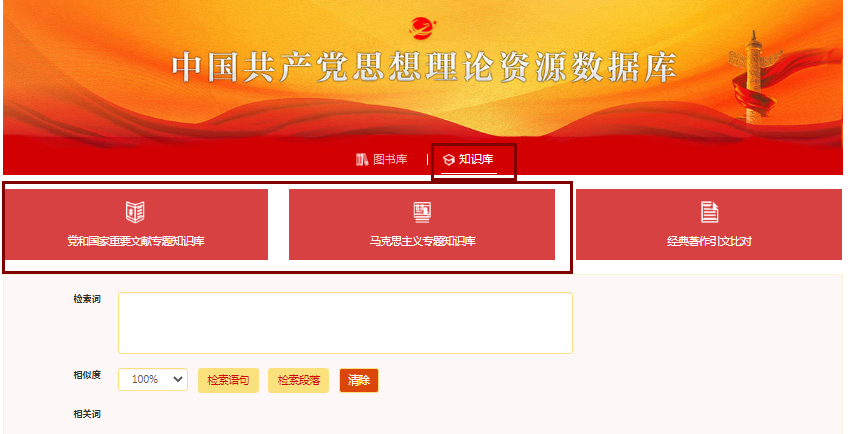 中国共产党思想理论资源数据库
图书库 | 知识库
党和国家重要文献专题知识库
马克思主义专题知识库
经典著作引文比对
检索词
相似度 100% 检索语句 检索段落 清除
相关词